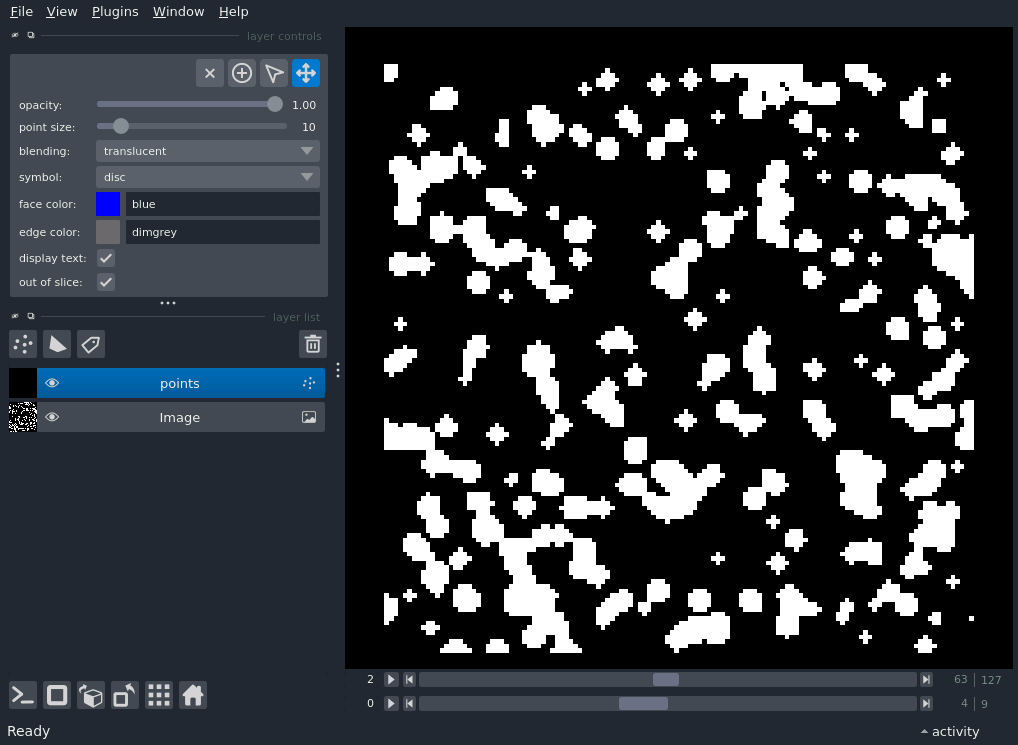 File View Plugins Window Help
layer controls
opacity: 1.00
point size: 10
blending: translucent
symbol: disc
face color: blue
edge color: dimgrey
display text:
out of slice:
layer list
points
Image
2 63 127
0 4 9
Ready activity